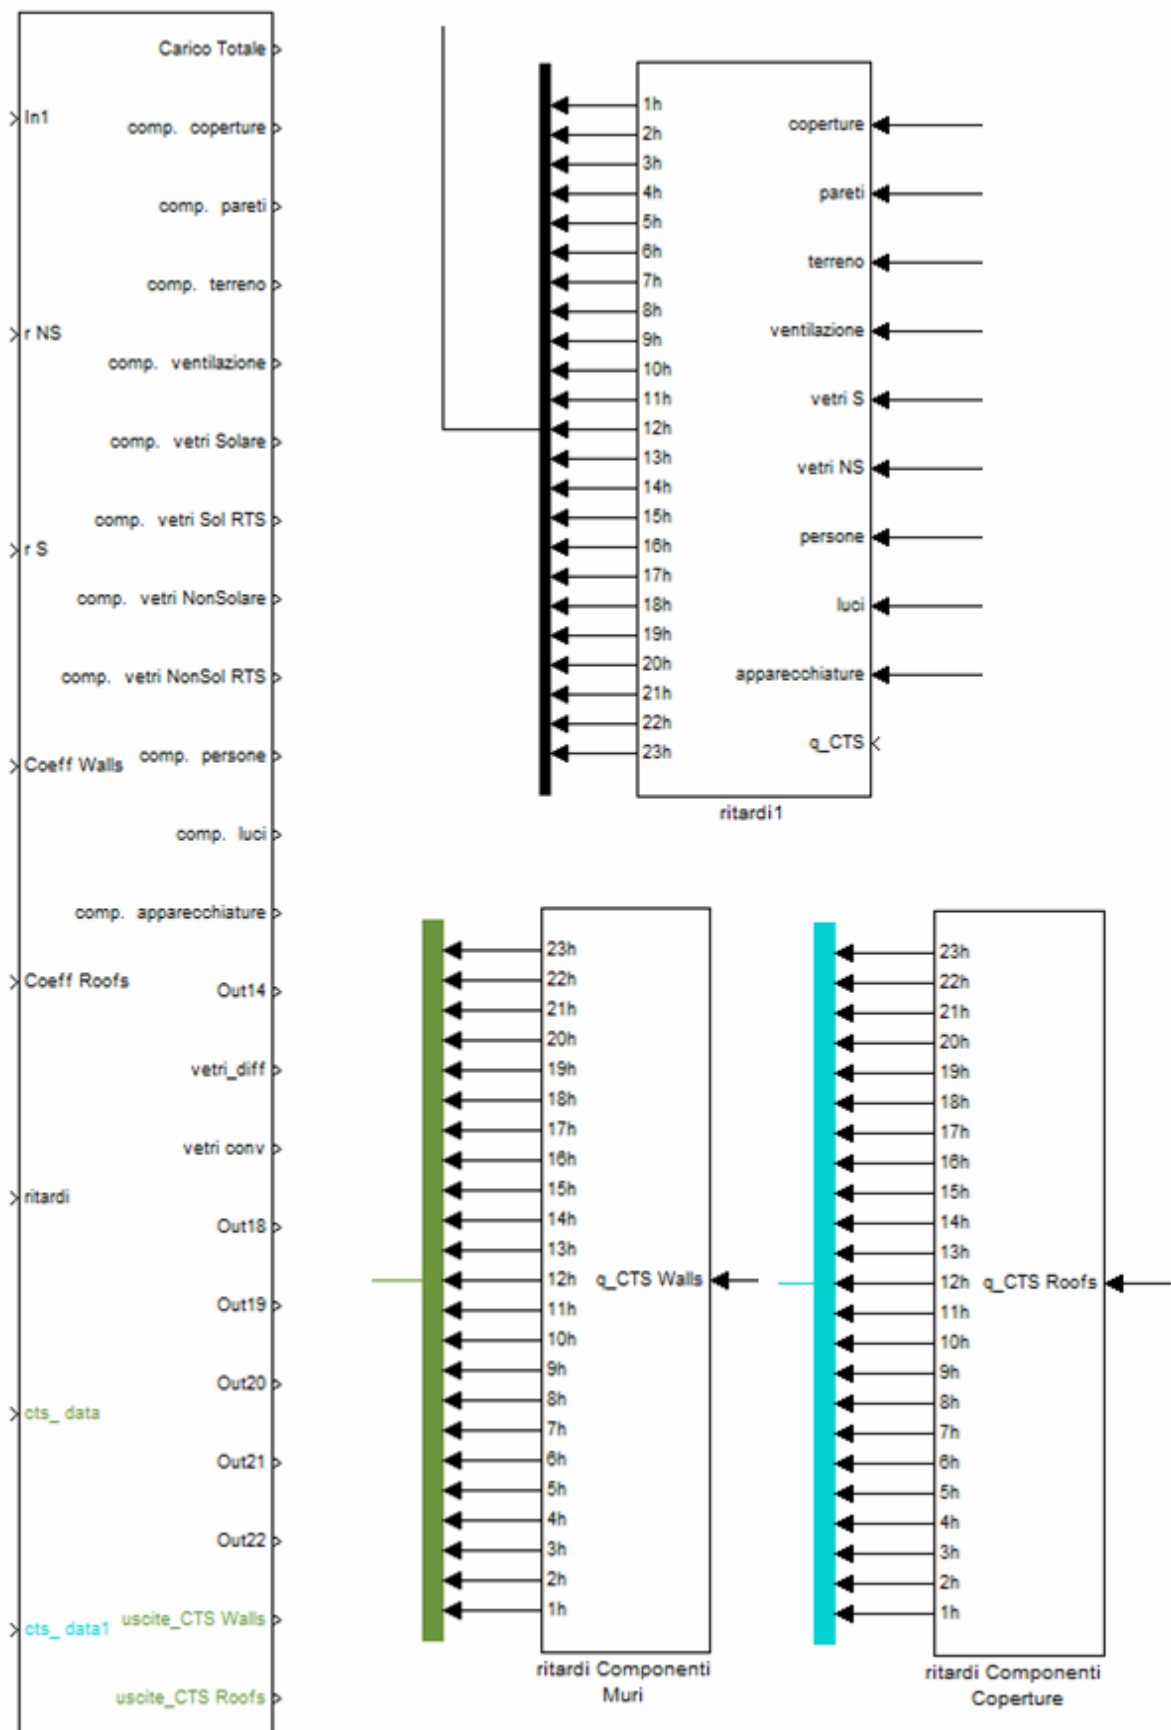 Carico Totale
In1
comp. coperture
comp. pareti
comp. terreno
r NS
comp. ventilazione
comp. vetri Solare
comp. vetri Sol RTS
r S
comp. vetri NonSolare
comp. vetri NonSol RTS
Coeff Walls
comp. persone
comp. luci
comp. apparecchiature
Coeff Roofs
Out14
vetri_diff
vetri conv
ritardi
Out18
Out19
Out20
cts_ data
Out21
Out22
uscite_CTS Walls
cts_ data1
uscite_CTS Roofs
1h
2h
3h
4h
5h
6h
7h
8h
9h
10h
11h
12h
13h
14h
15h
16h
17h
18h
19h
20h
21h
22h
23h
coperture
pareti
terreno
ventilazione
vetri S
vetri NS
persone
luci
apparecchiature
q_CTS
ritardi1
23h
22h
21h
20h
19h
18h
17h
16h
15h
14h
13h
12h
11h
10h
9h
8h
7h
6h
5h
4h
3h
2h
1h
q_CTS Walls
ritardi Componenti
Muri
23h
22h
21h
20h
19h
18h
17h
16h
15h
14h
13h
12h
11h
10h
9h
8h
7h
6h
5h
4h
3h
2h
1h
q_CTS Roofs
ritardi Componenti
Coperture